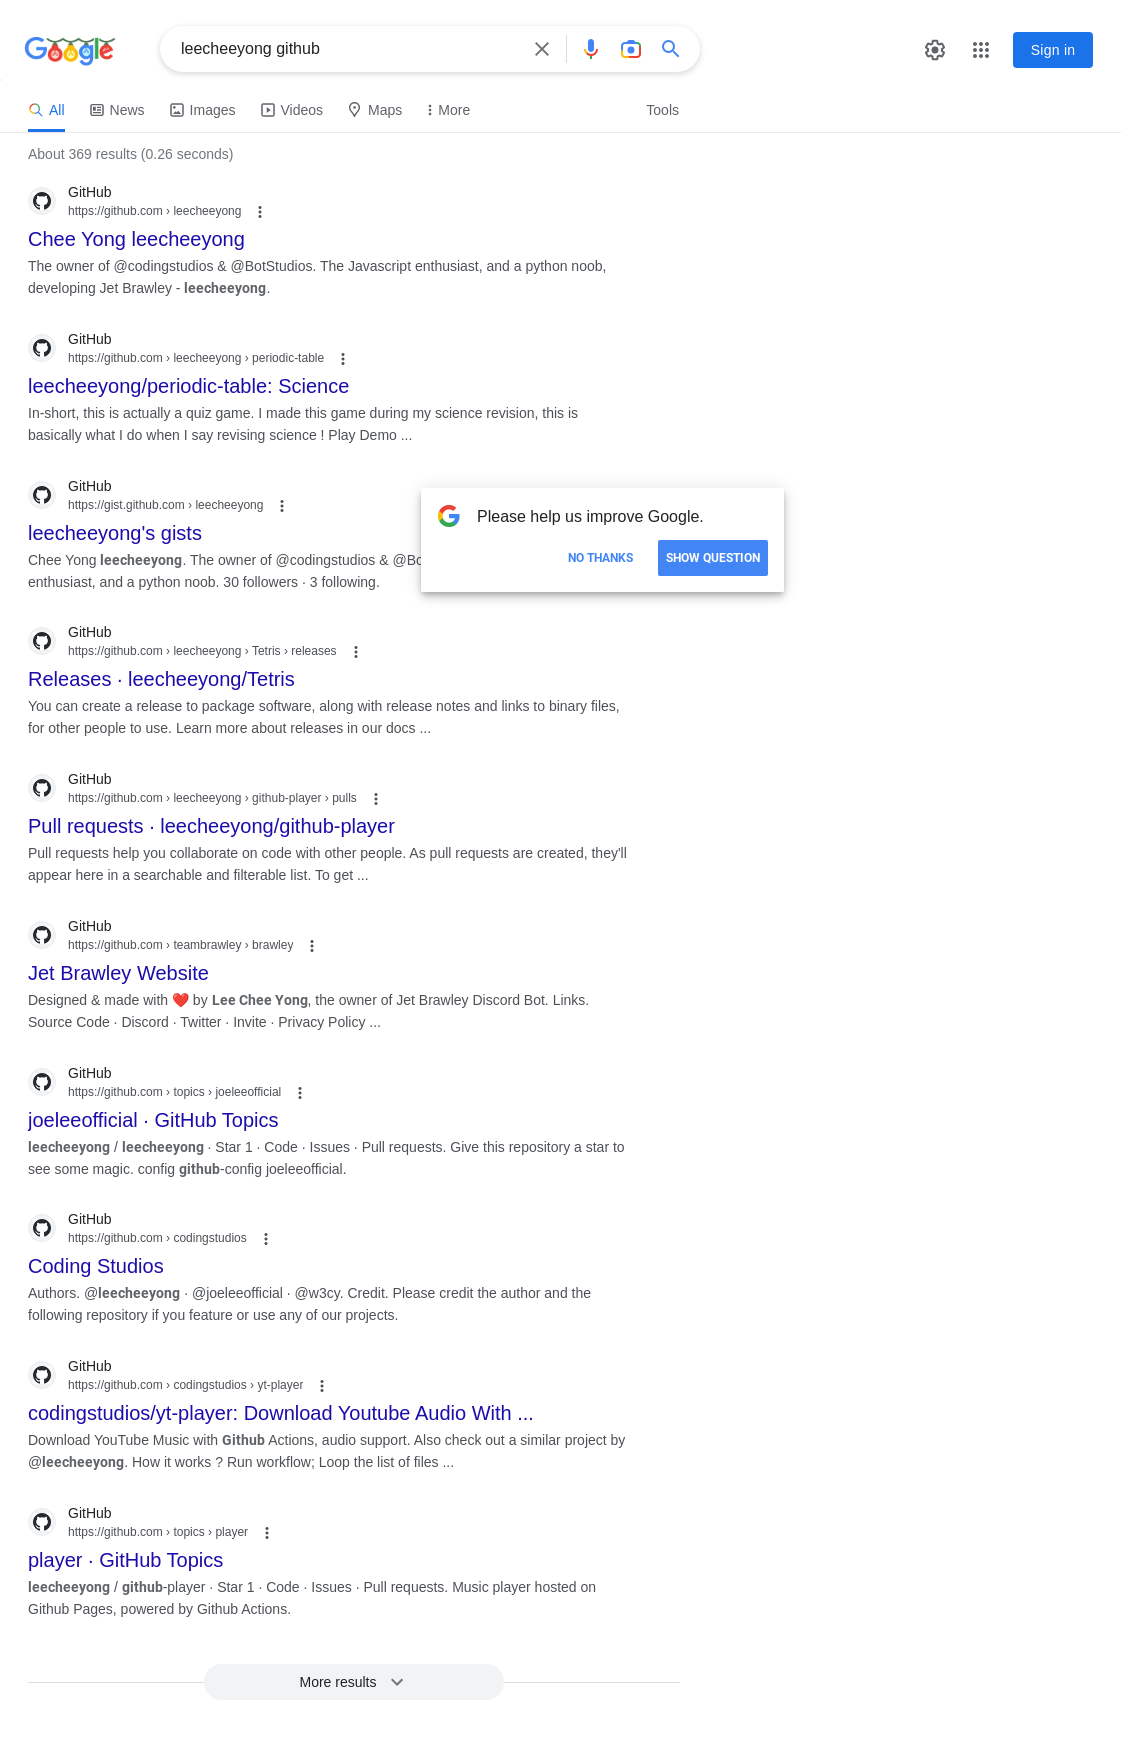 Google
leecheeyong github
Sign in
All
News
Images
Videos
Maps
More
Tools
About 369 results (0.26 seconds)
GitHub
https://github.com › leecheeyong
Chee Yong leecheeyong
The owner of @codingstudios & @BotStudios. The Javascript enthusiast, and a python noob,
developing Jet Brawley - leecheeyong.
GitHub
https://github.com › leecheeyong › periodic-table
leecheeyong/periodic-table: Science
In-short, this is actually a quiz game. I made this game during my science revision, this is
basically what I do when I say revising science ! Play Demo ...
GitHub
https://gist.github.com › leecheeyong
leecheeyong's gists
Chee Yong leecheeyong. The owner of @codingstudios & @Bo
enthusiast, and a python noob. 30 followers · 3 following.
Please help us improve Google.
NO THANKS
SHOW QUESTION
GitHub
https://github.com › leecheeyong › Tetris › releases
Releases · leecheeyong/Tetris
You can create a release to package software, along with release notes and links to binary files,
for other people to use. Learn more about releases in our docs ...
GitHub
https://github.com › leecheeyong › github-player › pulls
Pull requests · leecheeyong/github-player
Pull requests help you collaborate on code with other people. As pull requests are created, they'll
appear here in a searchable and filterable list. To get ...
GitHub
https://github.com › teambrawley › brawley
Jet Brawley Website
Designed & made with ❤️ by Lee Chee Yong, the owner of Jet Brawley Discord Bot. Links.
Source Code · Discord · Twitter · Invite · Privacy Policy ...
GitHub
https://github.com › topics › joeleeofficial
joeleeofficial · GitHub Topics
leecheeyong / leecheeyong · Star 1 · Code · Issues · Pull requests. Give this repository a star to
see some magic. config github-config joeleeofficial.
GitHub
https://github.com › codingstudios
Coding Studios
Authors. @leecheeyong · @joeleeofficial · @w3cy. Credit. Please credit the author and the
following repository if you feature or use any of our projects.
GitHub
https://github.com › codingstudios › yt-player
codingstudios/yt-player: Download Youtube Audio With ...
Download YouTube Music with Github Actions, audio support. Also check out a similar project by
@leecheeyong. How it works ? Run workflow; Loop the list of files ...
GitHub
https://github.com › topics › player
player · GitHub Topics
leecheeyong / github-player · Star 1 · Code · Issues · Pull requests. Music player hosted on
Github Pages, powered by Github Actions.
More results